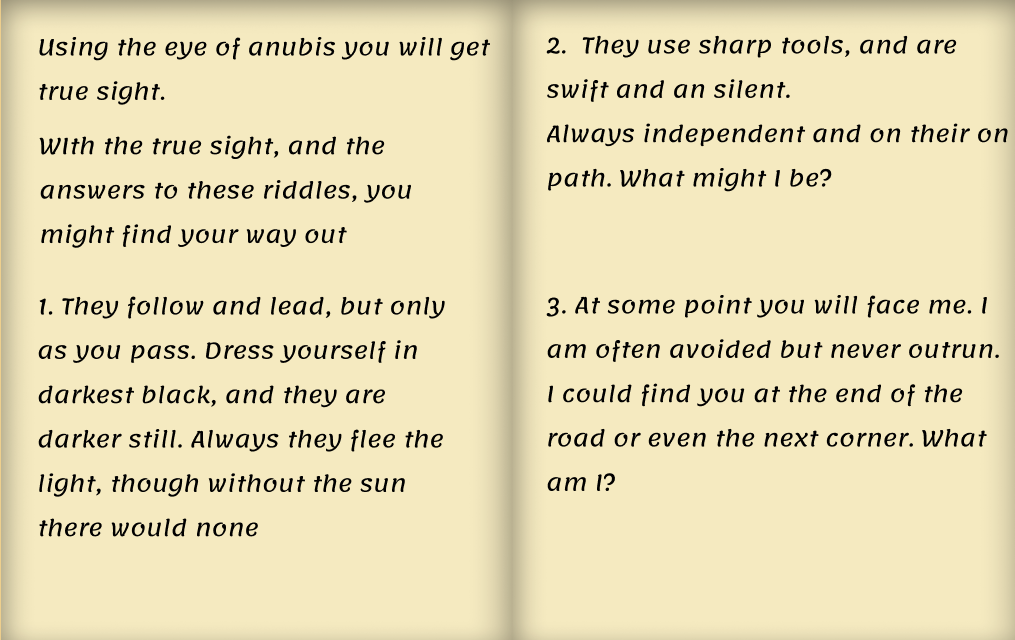 Using the eye of anubis you will get
true sight.
WIth the true sight, and the
answers to these riddles, you
might find your way out
1. They follow and lead, but only
as you pass. Dress yourself in
darkest black, and they are
darker still. Always they flee the
light, though without the sun
there would none
2. They use sharp tools, and are
swift and an silent.
Always independent and on their on
path. What might I be?
3. At some point you will face me. I
am often avoided but never outrun.
I could find you at the end of the
road or even the next corner. What
am I?